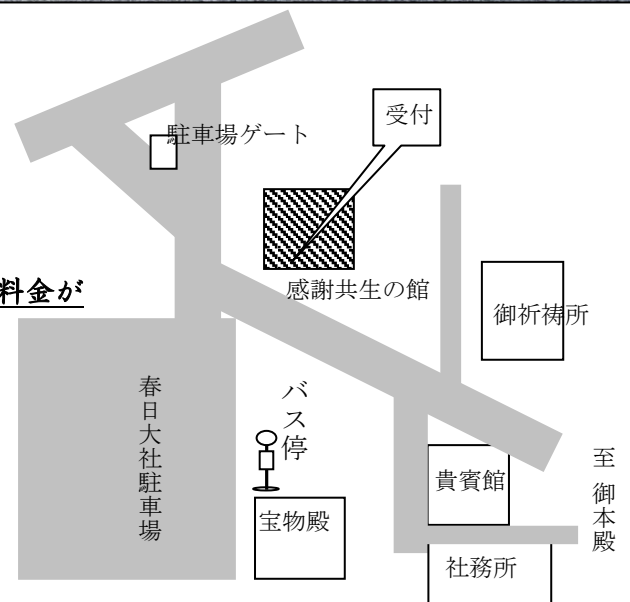 受付
駐車場ゲート
料金が
感謝共生の館
御祈祷所
春日大社駐車場
バス停
貴賓館
至 御本殿
宝物殿
社務所